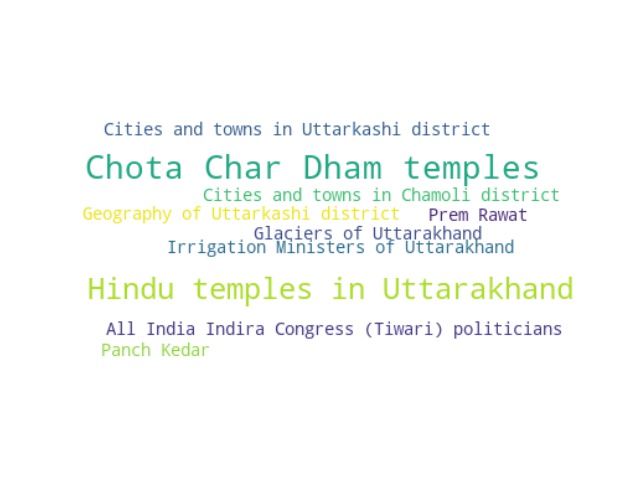 Cities and towns in Uttarkashi district
Chota Char Dham temples
Cities and towns in Chamoli district
Geography of Uttarkashi district
Prem Rawat
Glaciers of Uttarakhand
Irrigation Ministers of Uttarakhand
Hindu temples in Uttarakhand
All India Indira Congress (Tiwari) politicians
Panch Kedar